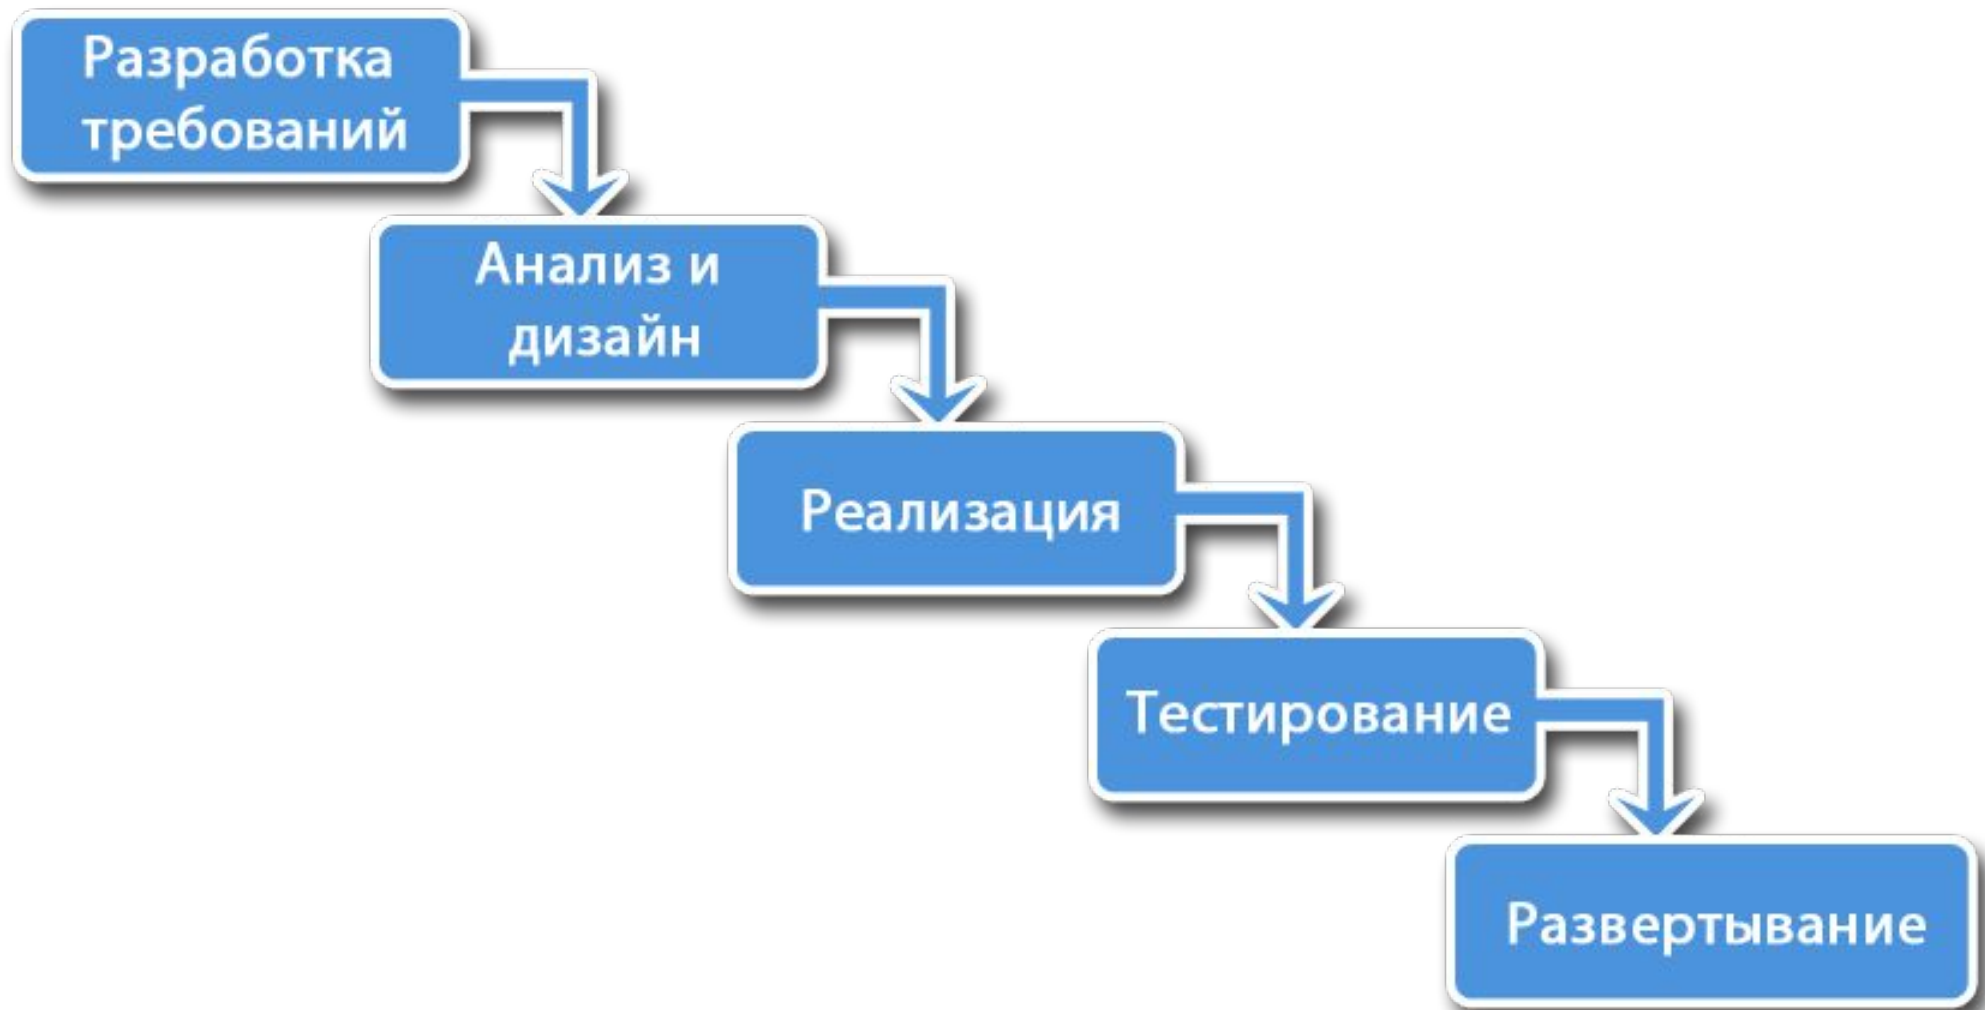 Разработка
требований
Анализ и
дизайн
Реализация
Тестирование
Развертывание